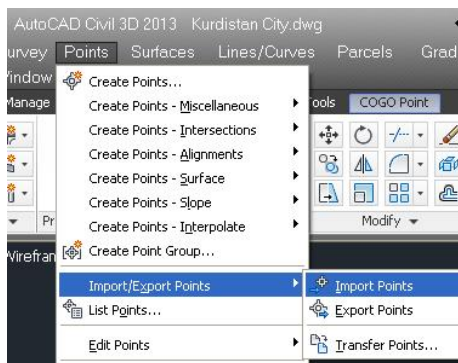 AutoCAD Civil 3D 2013 Kurdistan City.dwg
urvey Points Surfaces Lines/Curves Parcels Grad
Window
Manage Tools COGO Point
Create Points...
Create Points - Miscellaneous
Create Points - Intersections
Create Points - Alignments
Create Points - Surface
Create Points - Slope
Create Points - Interpolate
Create Point Group...
Pr Modify
Wirefran
Import/Export Points Import Points
List Points... Export Points
Edit Points Transfer Points...